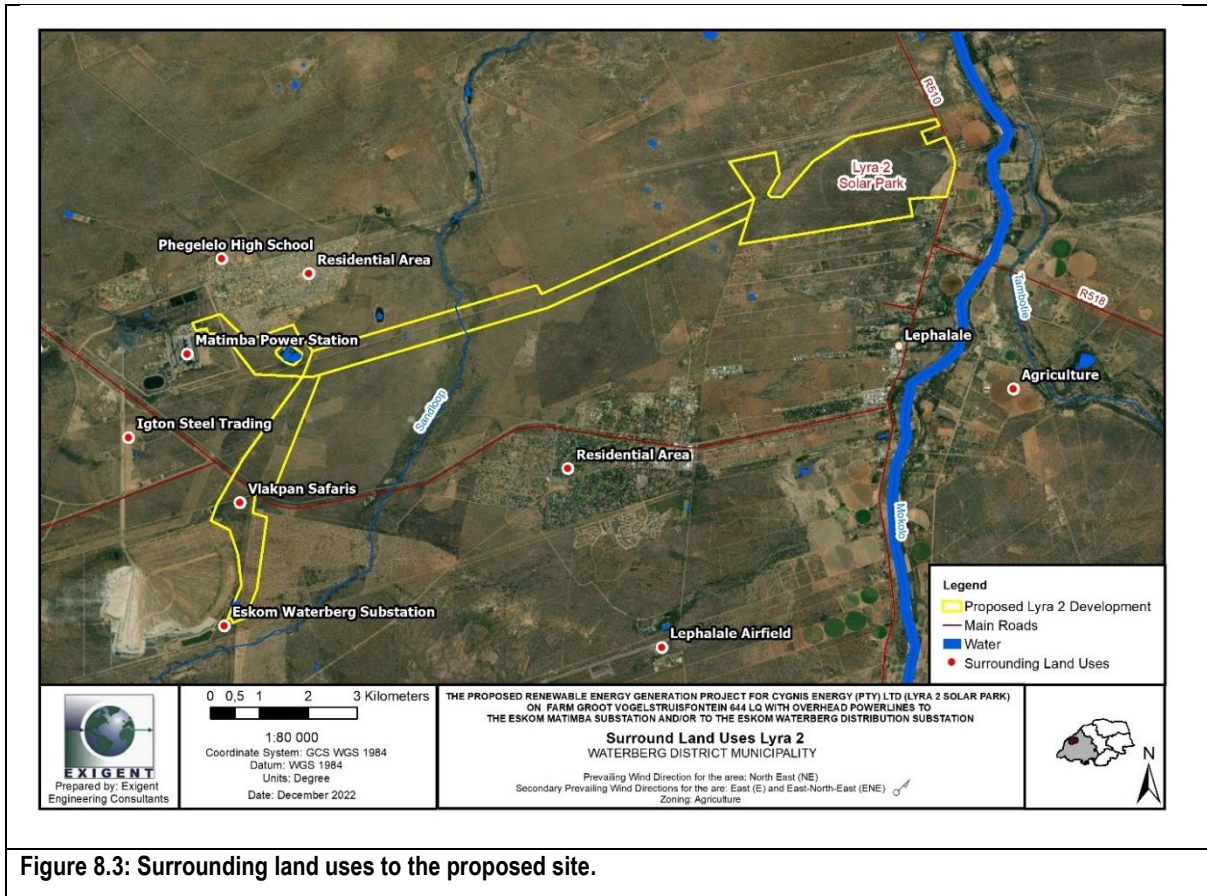 R510
Lyra 2
Solar Park
Phegelelo High School
Residential Area
Tambotie
R518
Matimba Power Station
Lephalale
Agriculture
Sandloop
Igton Steel Trading
Residential Area
Vlakpan Safaris
Mokolo
Eskom Waterberg Substation
Lephalale Airfield
Legend
Proposed Lyra 2 Development
Main Roads
Water
Surrounding Land Uses
EXIGENT
Prepared by: Exigent
Engineering Consultants
0 0,5 1 2 3 Kilometers
1:80 000
Coordinate System: GCS WGS 1984
Datum: WGS 1984
Units: Degree
Date: December 2022
THE PROPOSED RENEWABLE ENERGY GENERATION PROJECT FOR CYGNIS ENERGY (PTY) LTD (LYRA 2 SOLAR PARK)
ON FARM GROOT VOGELSTRUISFONTEIN 644 LQ WITH OVERHEAD POWERLINES TO
THE ESKOM MATIMBA SUBSTATION AND/OR TO THE ESKOM WATERBERG DISTRIBUTION SUBSTATION
Surround Land Uses Lyra 2
WATERBERG DISTRICT MUNICIPALITY
Prevailing Wind Direction for the area: North East (NE)
Secondary Prevailing Wind Directions for the are: East (E) and East-North-East (ENE)
Zoning: Agriculture
N
Figure 8.3: Surrounding land uses to the proposed site.